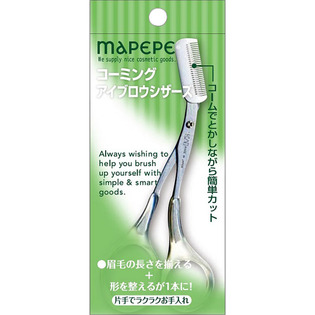 mapepe
We supply nice cosmetic goods.
コーミング
アイブロウシザーズ
コームでとかしながら簡単カット
Always wishing to
help you brush
up yourself with
simple & smart
goods.
●眉毛の長さを揃える
+
形を整えるが1本に!
片手でラクラクお手入れ